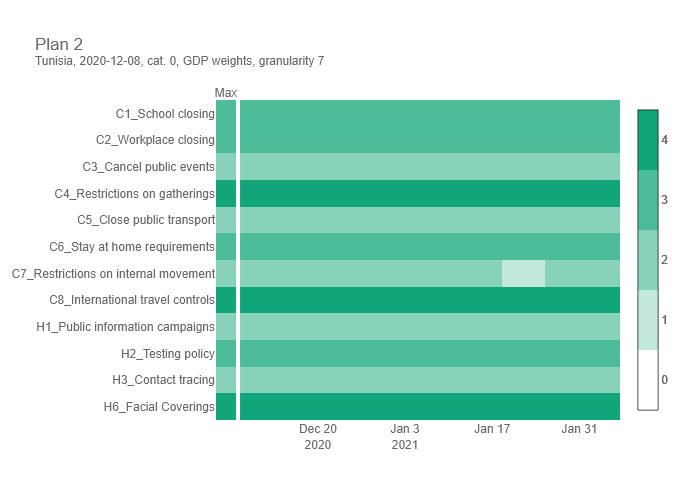 Plan 2
Tunisia, 2020-12-08, cat. 0, GDP weights, granularity 7
Max
C1_School closing
C2_Workplace closing
C3_Cancel public events
C4_Restrictions on gatherings
C5_Close public transport
C6_Stay at home requirements
C7_Restrictions on internal movement
C8_International travel controls
H1_Public information campaigns
H2_Testing policy
H3_Contact tracing
H6_Facial Coverings
Dec 20 Jan 3 Jan 17 Jan 31
2020 2021
4
3
2
1
0